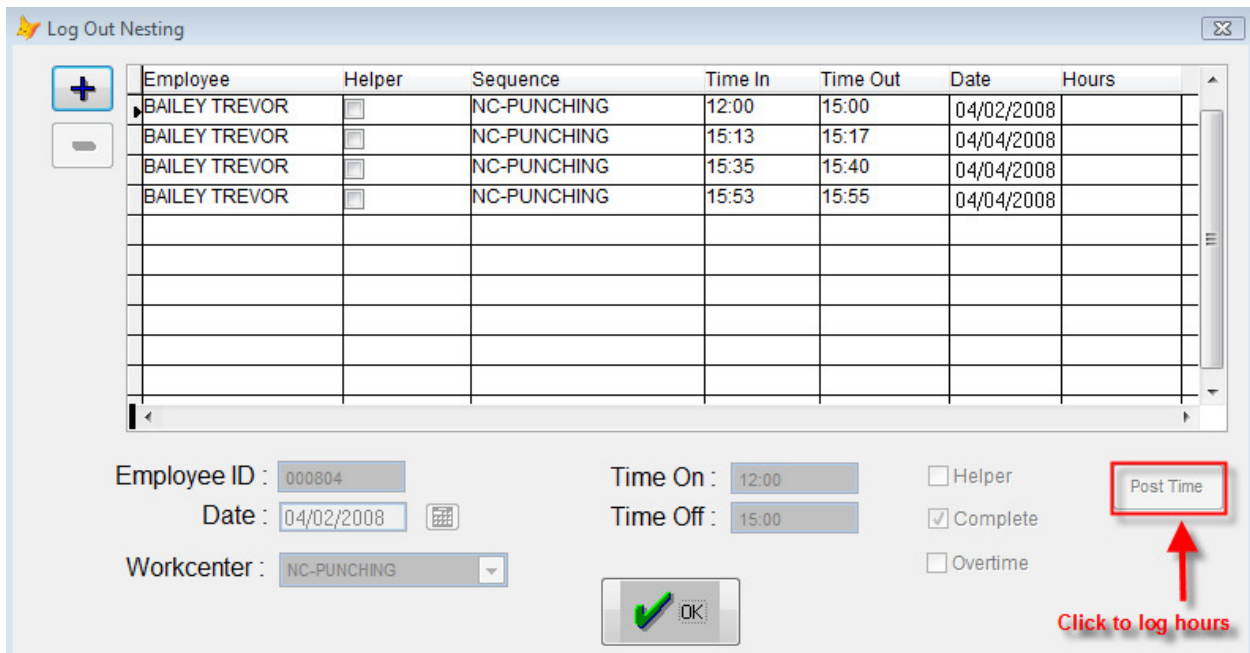 Log Out Nesting
Employee Helper Sequence Time In Time Out Date Hours
BAILEY TREVOR NC-PUNCHING 12:00 15:00 04/02/2008
BAILEY TREVOR NC-PUNCHING 15:13 15:17 04/04/2008
BAILEY TREVOR NC-PUNCHING 15:35 15:40 04/04/2008
BAILEY TREVOR NC-PUNCHING 15:53 15:55 04/04/2008
Employee ID : 000804 Time On : 12:00 Helper Post Time
Date : 04/02/2008 Time Off : 15:00 Complete
Workcenter : NC-PUNCHING Overtime
OK
Click to log hours